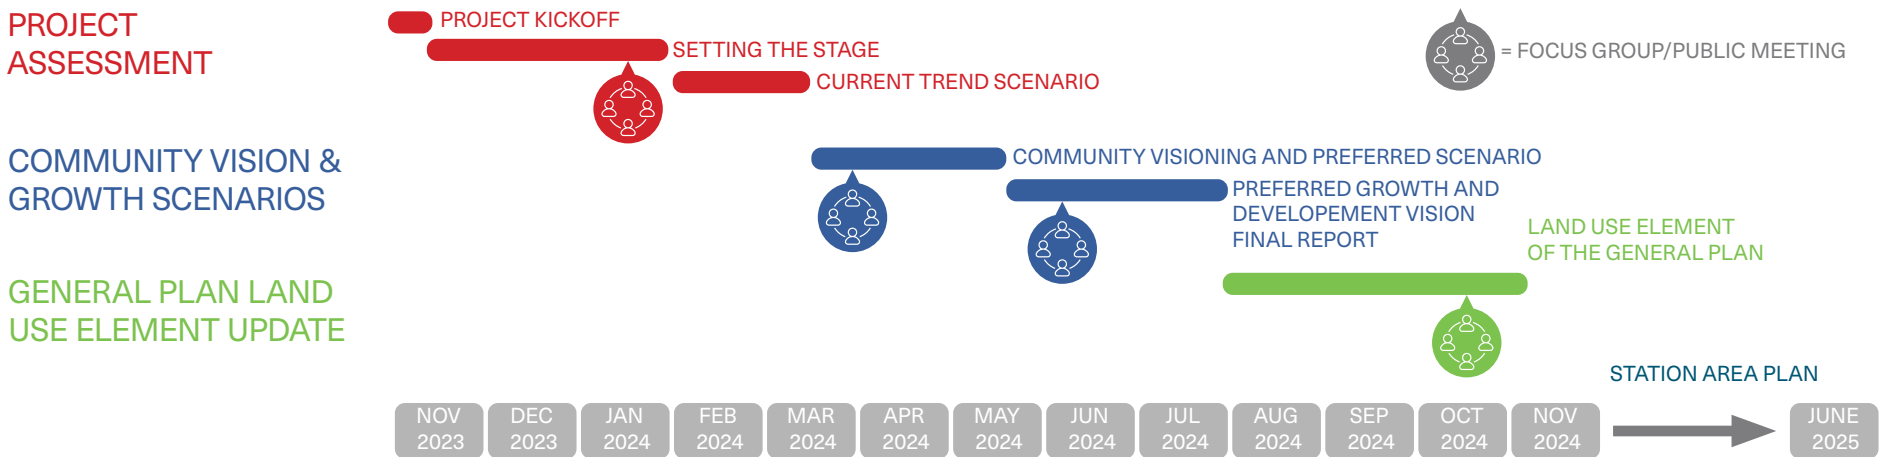 PROJECT
ASSESSMENT
PROJECT KICKOFF
SETTING THE STAGE
CURRENT TREND SCENARIO
= FOCUS GROUP/PUBLIC MEETING
COMMUNITY VISION &
GROWTH SCENARIOS
COMMUNITY VISIONING AND PREFERRED SCENARIO
PREFERRED GROWTH AND
DEVELOPEMENT VISION
FINAL REPORT
GENERAL PLAN LAND
USE ELEMENT UPDATE
LAND USE ELEMENT
OF THE GENERAL PLAN
STATION AREA PLAN
NOV
2023
DEC
2023
JAN
2024
FEB
2024
MAR
2024
APR
2024
MAY
2024
JUN
2024
JUL
2024
AUG
2024
SEP
2024
OCT
2024
NOV
2024
JUNE
2025